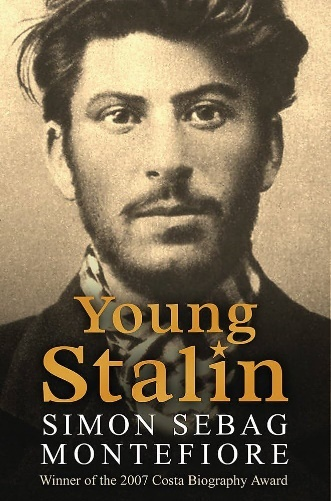 Young
Stalin
SIMON SEBAG
MONTEFIORE
Winner of the 2007 Costa Biography Award